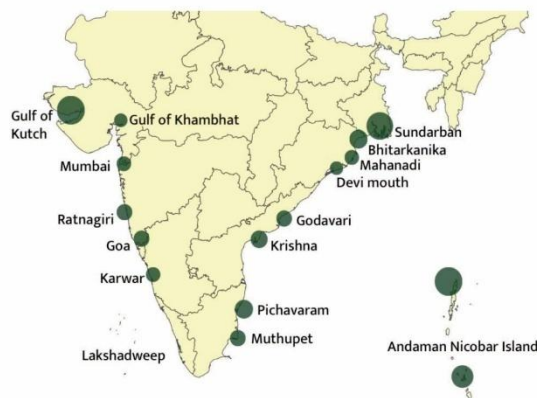 Gulf of
Kutch
Gulf of Khambhat
Sundarban
Bhitarkanika
Mahanadi
Devi mouth
Mumbai
Ratnagiri
Godavari
Goa
Krishna
Karwar
Pichavaram
Muthupet
Lakshadweep
Andaman Nicobar Island